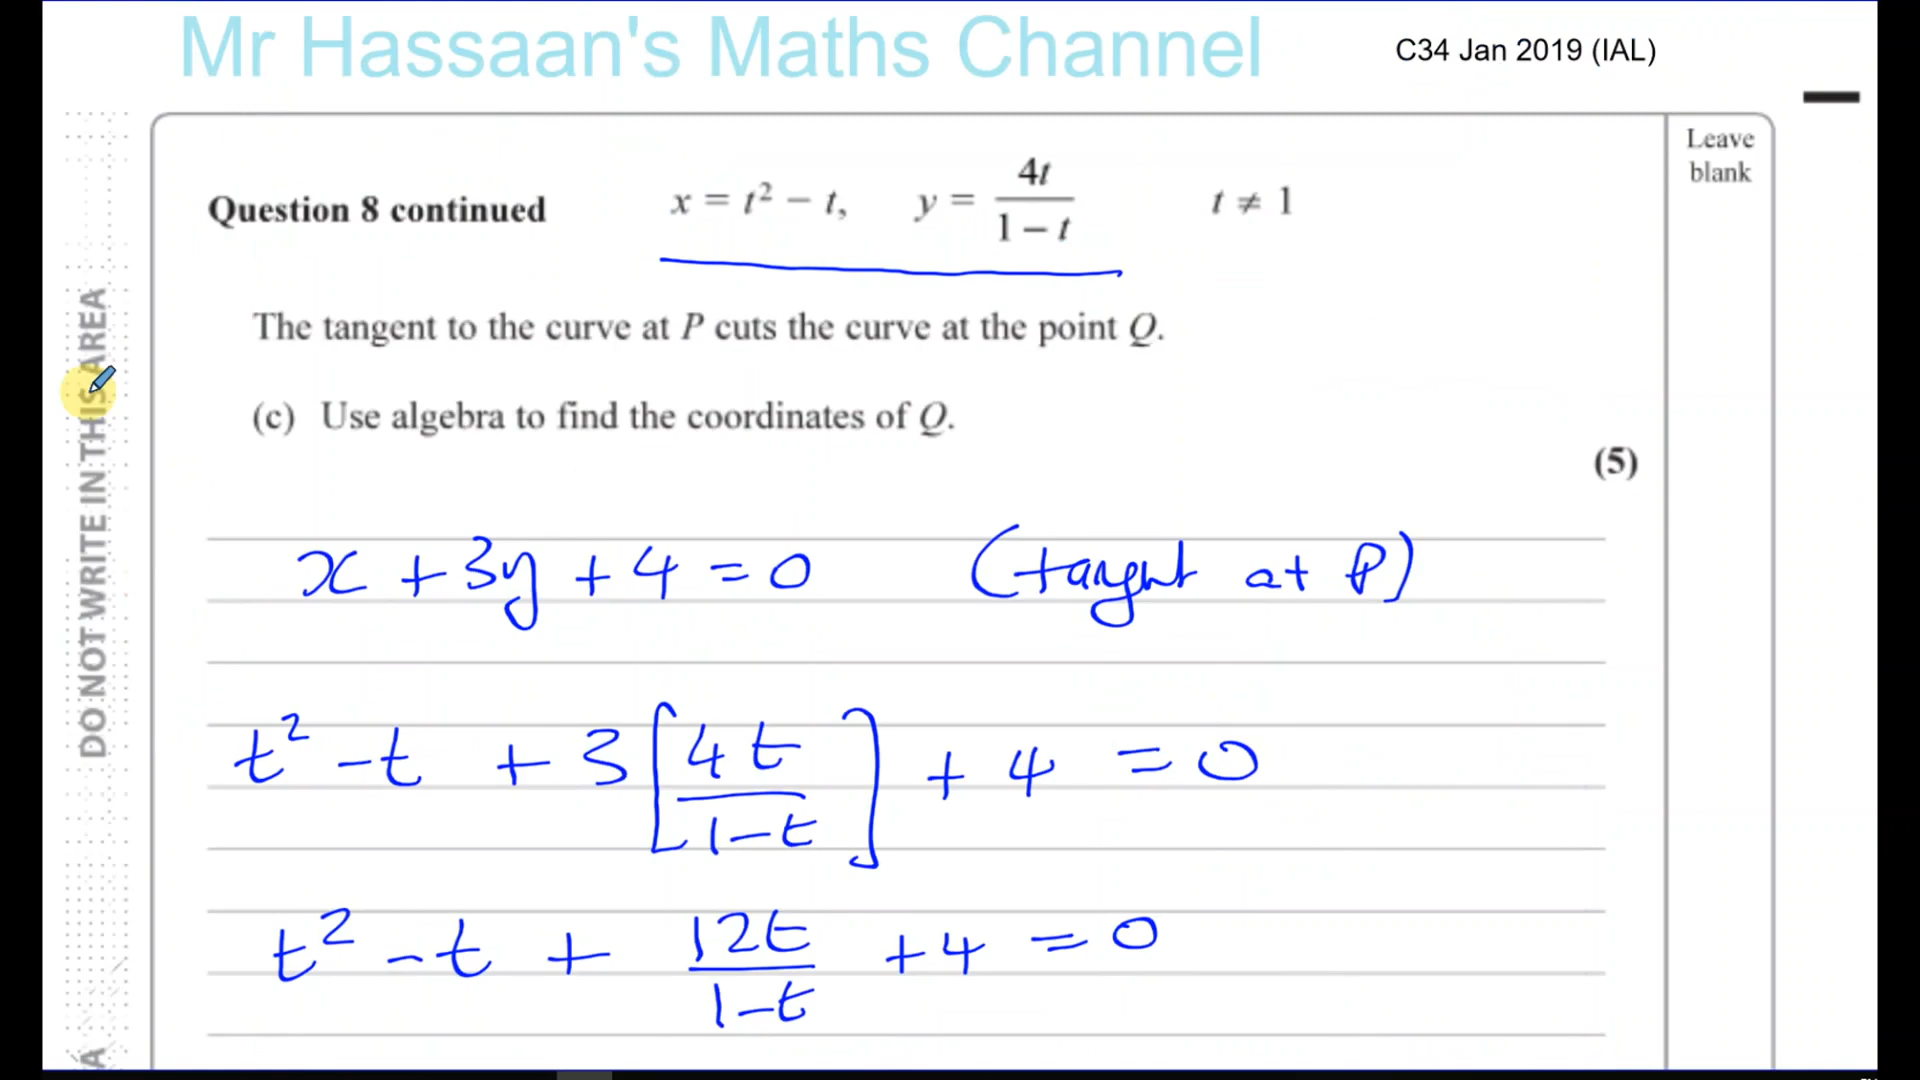 Mr Hassaan's Maths Channel
C34 Jan 2019 (IAL)
Leave
blank
Question 8 continued x = t² − t, y = 4t / (1 − t) t ≠ 1
The tangent to the curve at P cuts the curve at the point Q.
(c) Use algebra to find the coordinates of Q.
(5)
x + 3y + 4 = 0 (tangent at P)
t² − t + 3[4t / (1−t)] + 4 = 0
t² − t + 12t / (1−t) + 4 = 0
DO NOT WRITE IN THIS AREA
A